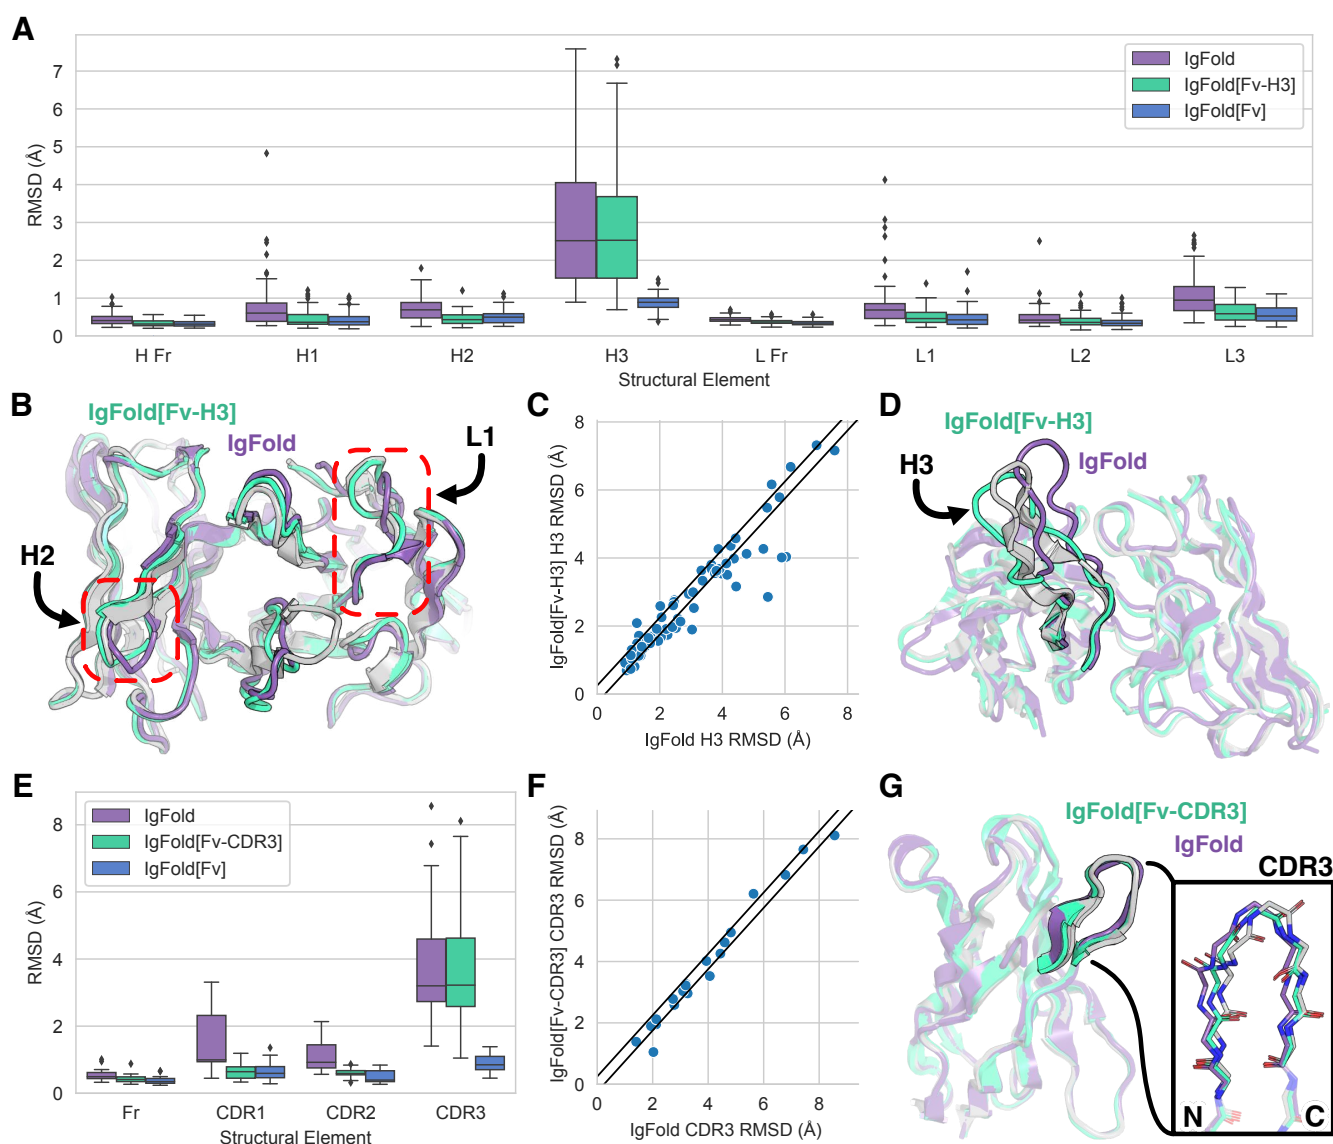 A
RMSD (Å)
7
6
5
4
3
2
1
0
IgFold
IgFold[Fv-H3]
IgFold[Fv]
H Fr
H1
H2
H3
L Fr
L1
L2
L3
Structural Element
B
IgFold[Fv-H3]
IgFold
L1
H2
C
IgFold[Fv-H3] H3 RMSD (Å)
8
6
4
2
0
0
2
4
6
8
IgFold H3 RMSD (Å)
D
IgFold[Fv-H3]
IgFold
H3
E
RMSD (Å)
8
6
4
2
0
IgFold
IgFold[Fv-CDR3]
IgFold[Fv]
Fr
CDR1
CDR2
CDR3
Structural Element
F
IgFold[Fv-CDR3] CDR3 RMSD (Å)
8
6
4
2
0
0
2
4
6
8
IgFold CDR3 RMSD (Å)
G
IgFold[Fv-CDR3]
IgFold
CDR3
N
C